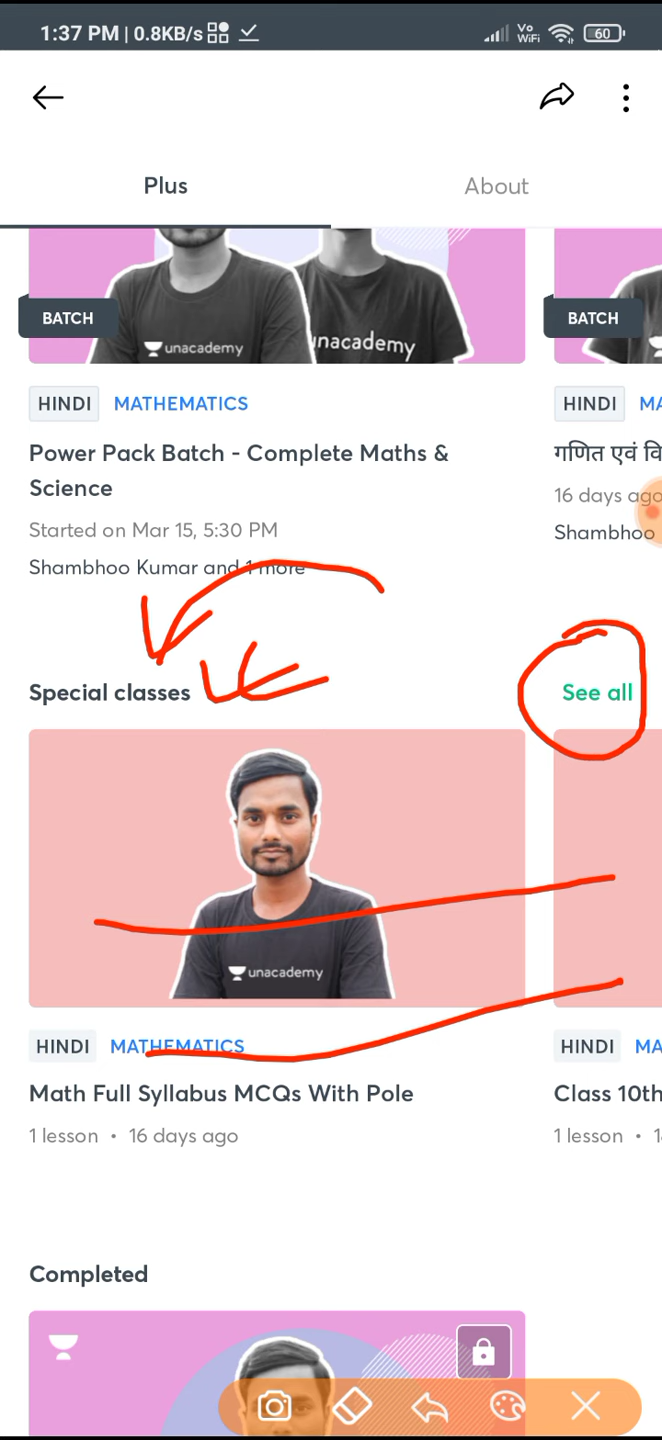 1:37 PM | 0.8KB/s
Vo WiFi 60
Plus About
BATCH BATCH
unacademy unacademy
HINDI MATHEMATICS HINDI MA
Power Pack Batch - Complete Maths & गणित एवं वि
Science
16 days ago
Started on Mar 15, 5:30 PM
Shambhoo Kumar and 1 more Shambhoo
Special classes See all
unacademy
HINDI MATHEMATICS HINDI MA
Math Full Syllabus MCQs With Pole Class 10th
1 lesson • 16 days ago 1 lesson •
Completed